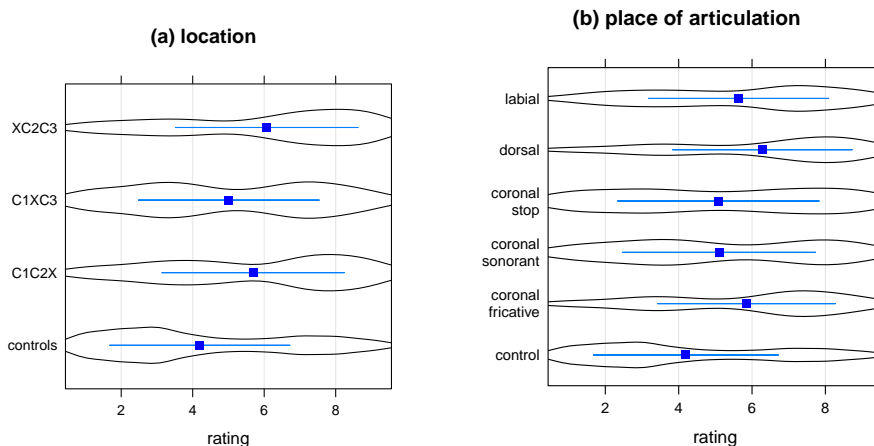 (a) location
XC2C3
C1XC3
C1C2X
controls
2 4 6 8
rating
(b) place of articulation
labial
dorsal
coronal
stop
coronal
sonorant
coronal
fricative
control
2 4 6 8
rating